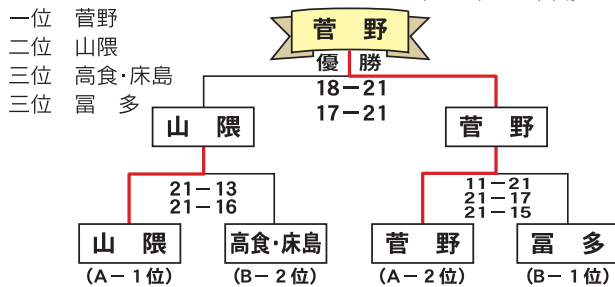 一位 菅野
二位 山隈
三位 高食・床島
三位 冨 多
菅 野
優 勝
18－21
17－21
山 隈
菅 野
21－13
21－16
11－21
21－17
21－15
山 隈
高食・床島
菅 野
冨 多
(A－1位)
(B－2位)
(A－2位)
(B－1位)